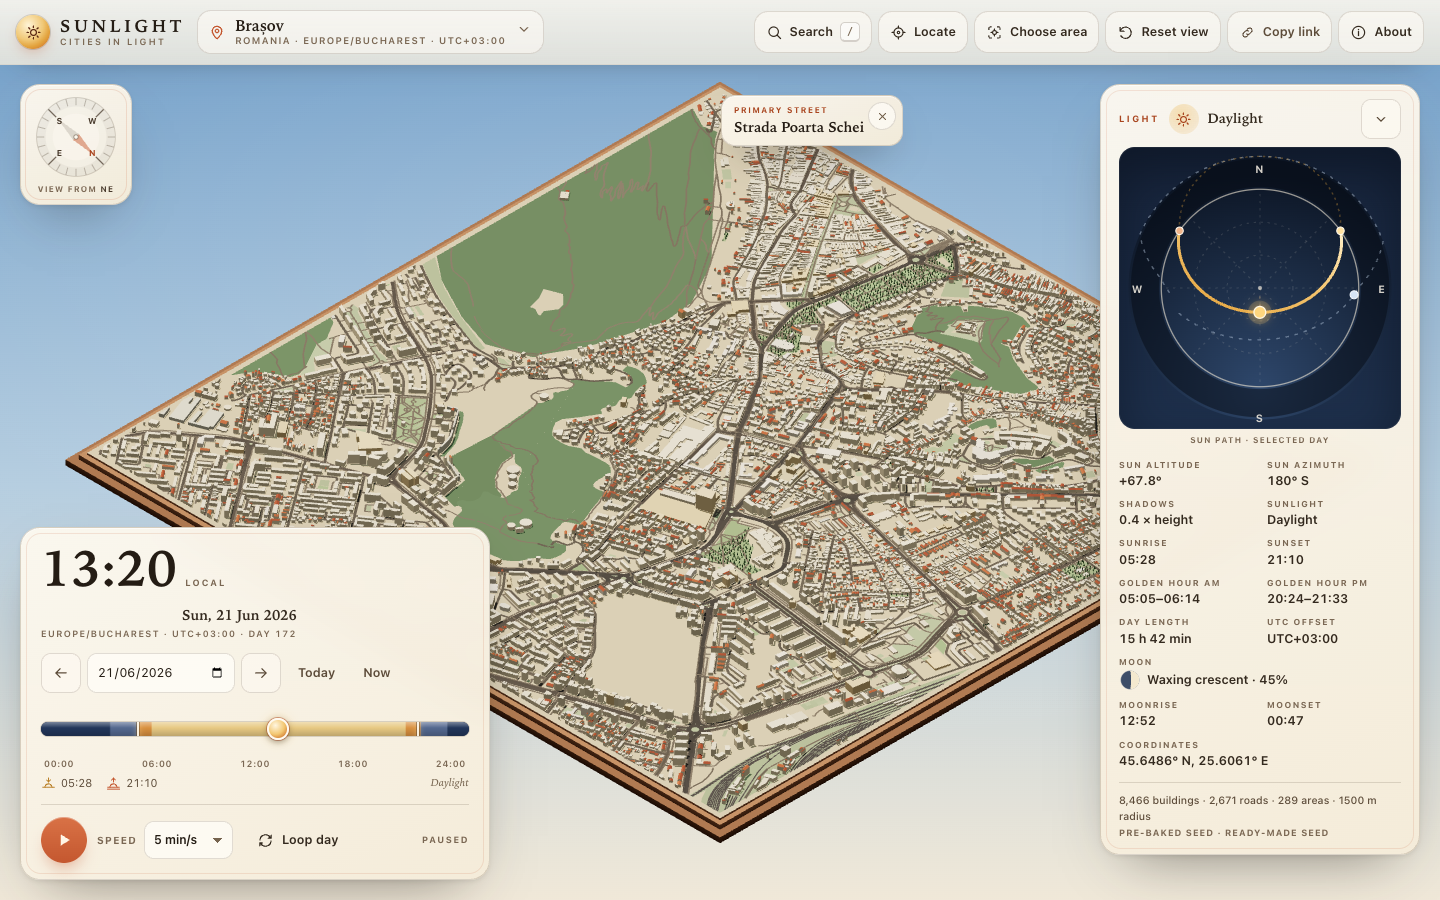 SUNLIGHT
CITIES IN LIGHT
Brașov
ROMANIA · EUROPE/BUCHAREST · UTC+03:00
Search /
Locate
Choose area
Reset view
Copy link
About
S W
E N
VIEW FROM NE
PRIMARY STREET
Strada Poarta Schei
LIGHT Daylight
N
W E
S
SUN PATH · SELECTED DAY
SUN ALTITUDE SUN AZIMUTH
+67.8° 180° S
SHADOWS SUNLIGHT
0.4 × height Daylight
SUNRISE SUNSET
05:28 21:10
GOLDEN HOUR AM GOLDEN HOUR PM
05:05–06:14 20:24–21:33
DAY LENGTH UTC OFFSET
15 h 42 min UTC+03:00
MOON
Waxing crescent · 45%
MOONRISE MOONSET
12:52 00:47
COORDINATES
45.6486° N, 25.6061° E
8,466 buildings · 2,671 roads · 289 areas · 1500 m
radius
PRE-BAKED SEED · READY-MADE SEED
13:20 LOCAL
Sun, 21 Jun 2026
EUROPE/BUCHAREST · UTC+03:00 · DAY 172
21/06/2026
Today Now
00:00 06:00 12:00 18:00 24:00
05:28 21:10 Daylight
SPEED 5 min/s Loop day PAUSED